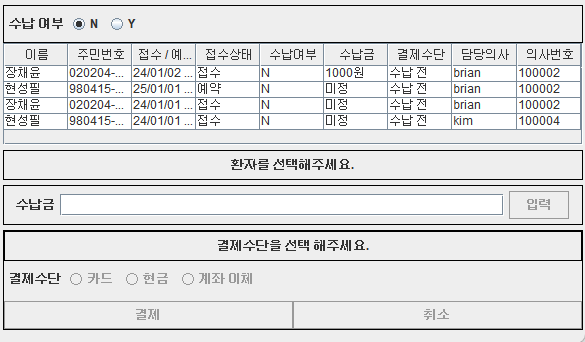 수납 여부 N Y
이름 주민번호 접수 / 예... 접수상태 수납여부 수납금 결제수단 담당의사 의사번호
장채윤 020204-... 24/01/02 ... 접수 N 1000원 수납 전 brian 100002
현성필 980415-... 25/01/01 ... 예약 N 미정 수납 전 brian 100002
장채윤 020204-... 24/01/01 ... 접수 N 미정 수납 전 brian 100002
현성필 980415-... 24/01/01 ... 접수 N 미정 수납 전 kim 100004
환자를 선택해주세요.
수납금 입력
결제수단을 선택 해주세요.
결제수단 카드 현금 계좌 이체
결제 취소